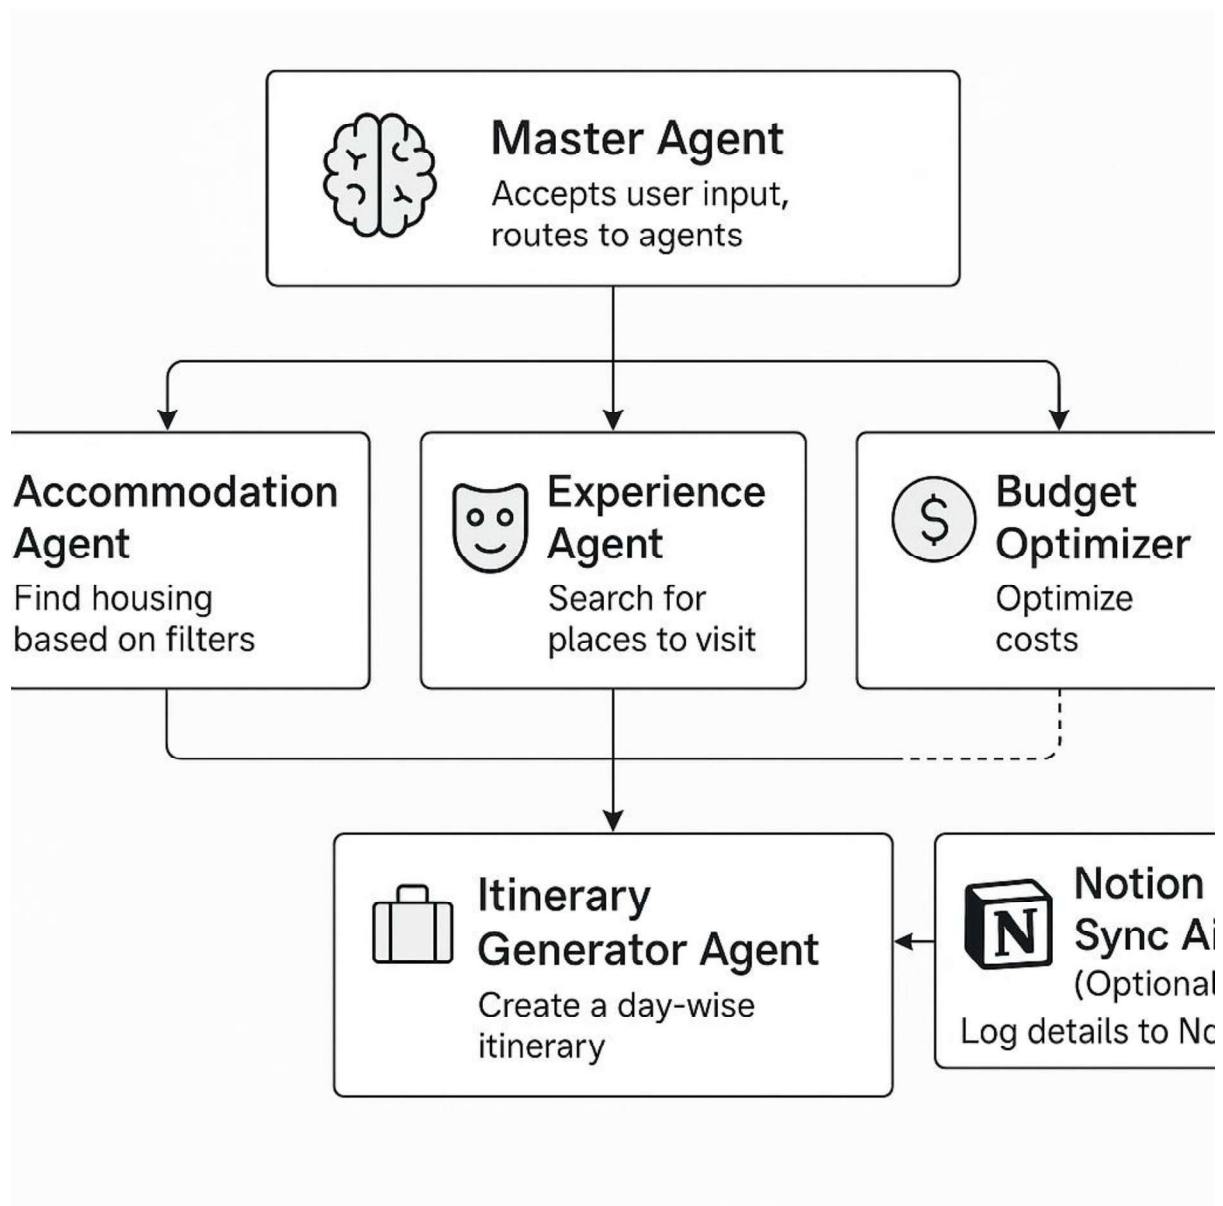 Master Agent
Accepts user input,
routes to agents
Accommodation
Agent
Find housing
based on filters
Experience
Agent
Search for
places to visit
$
Budget
Optimizer
Optimize
costs
Itinerary
Generator Agent
Create a day-wise
itinerary
N
Notion
Sync
(Optional
Log details to